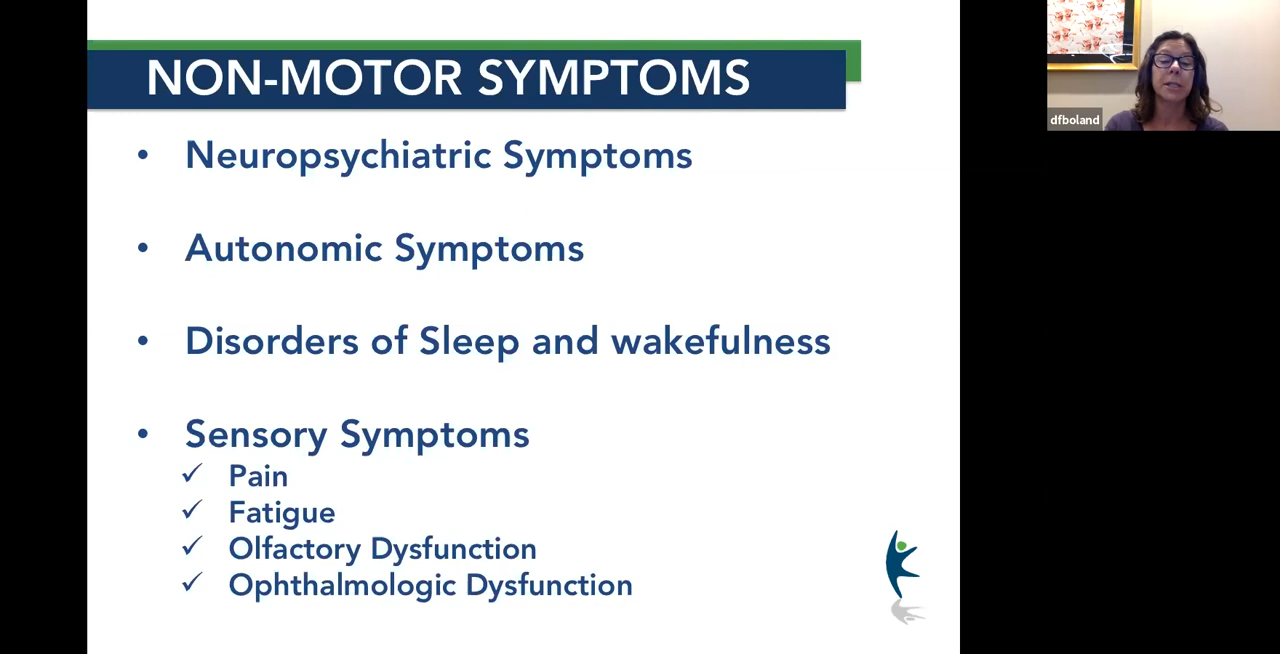 NON-MOTOR SYMPTOMS
• Neuropsychiatric Symptoms
• Autonomic Symptoms
• Disorders of Sleep and wakefulness
• Sensory Symptoms
✓ Pain
✓ Fatigue
✓ Olfactory Dysfunction
✓ Ophthalmologic Dysfunction
dfboland